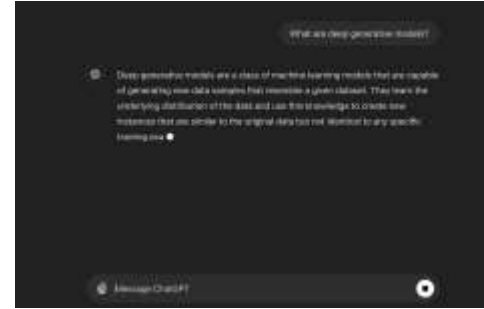 What are deep generative models?
Deep generative models are a class of machine learning models that are capable
of generating new data samples that resemble a given dataset. They learn the
underlying distribution of the data and use this knowledge to create new
instances that are similar to the original data but not identical to any specific
training exa
Message ChatGPT